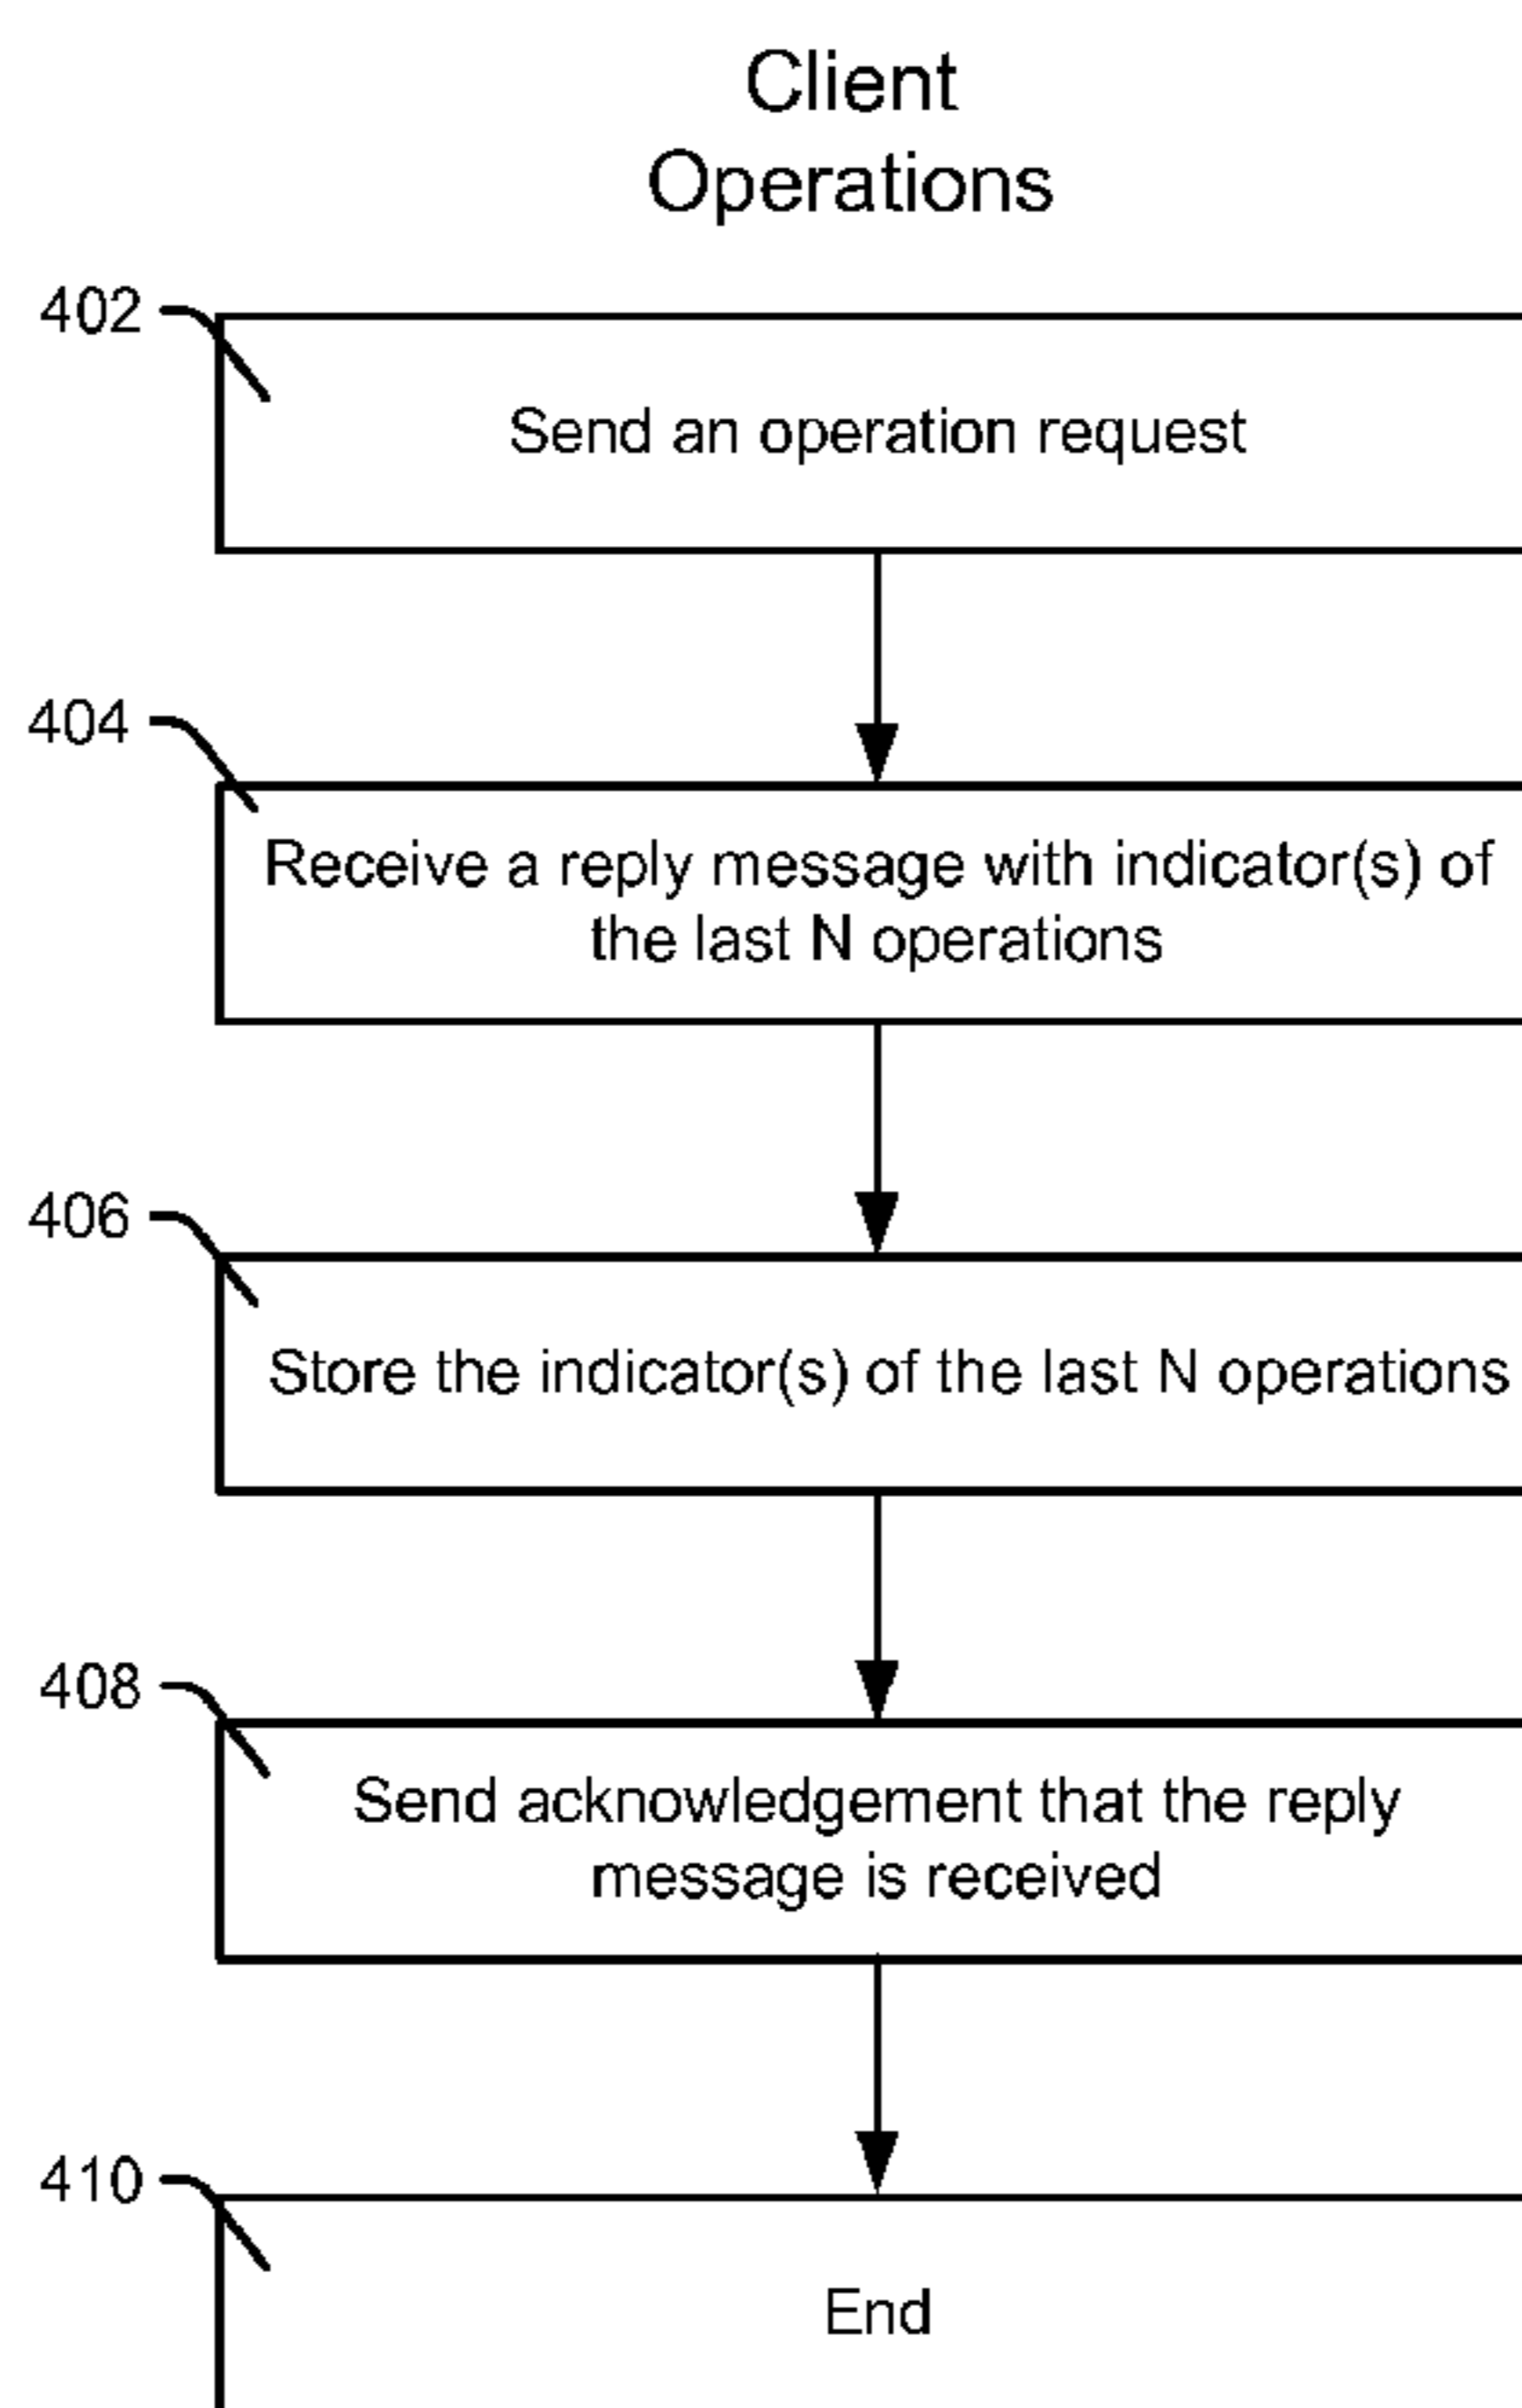 Client
Operations
402
Send an operation request
404
Receive a reply message with indicator(s) of
the last N operations
406
Store the indicator(s) of the last N operations
408
Send acknowledgement that the reply
message is received
410
End